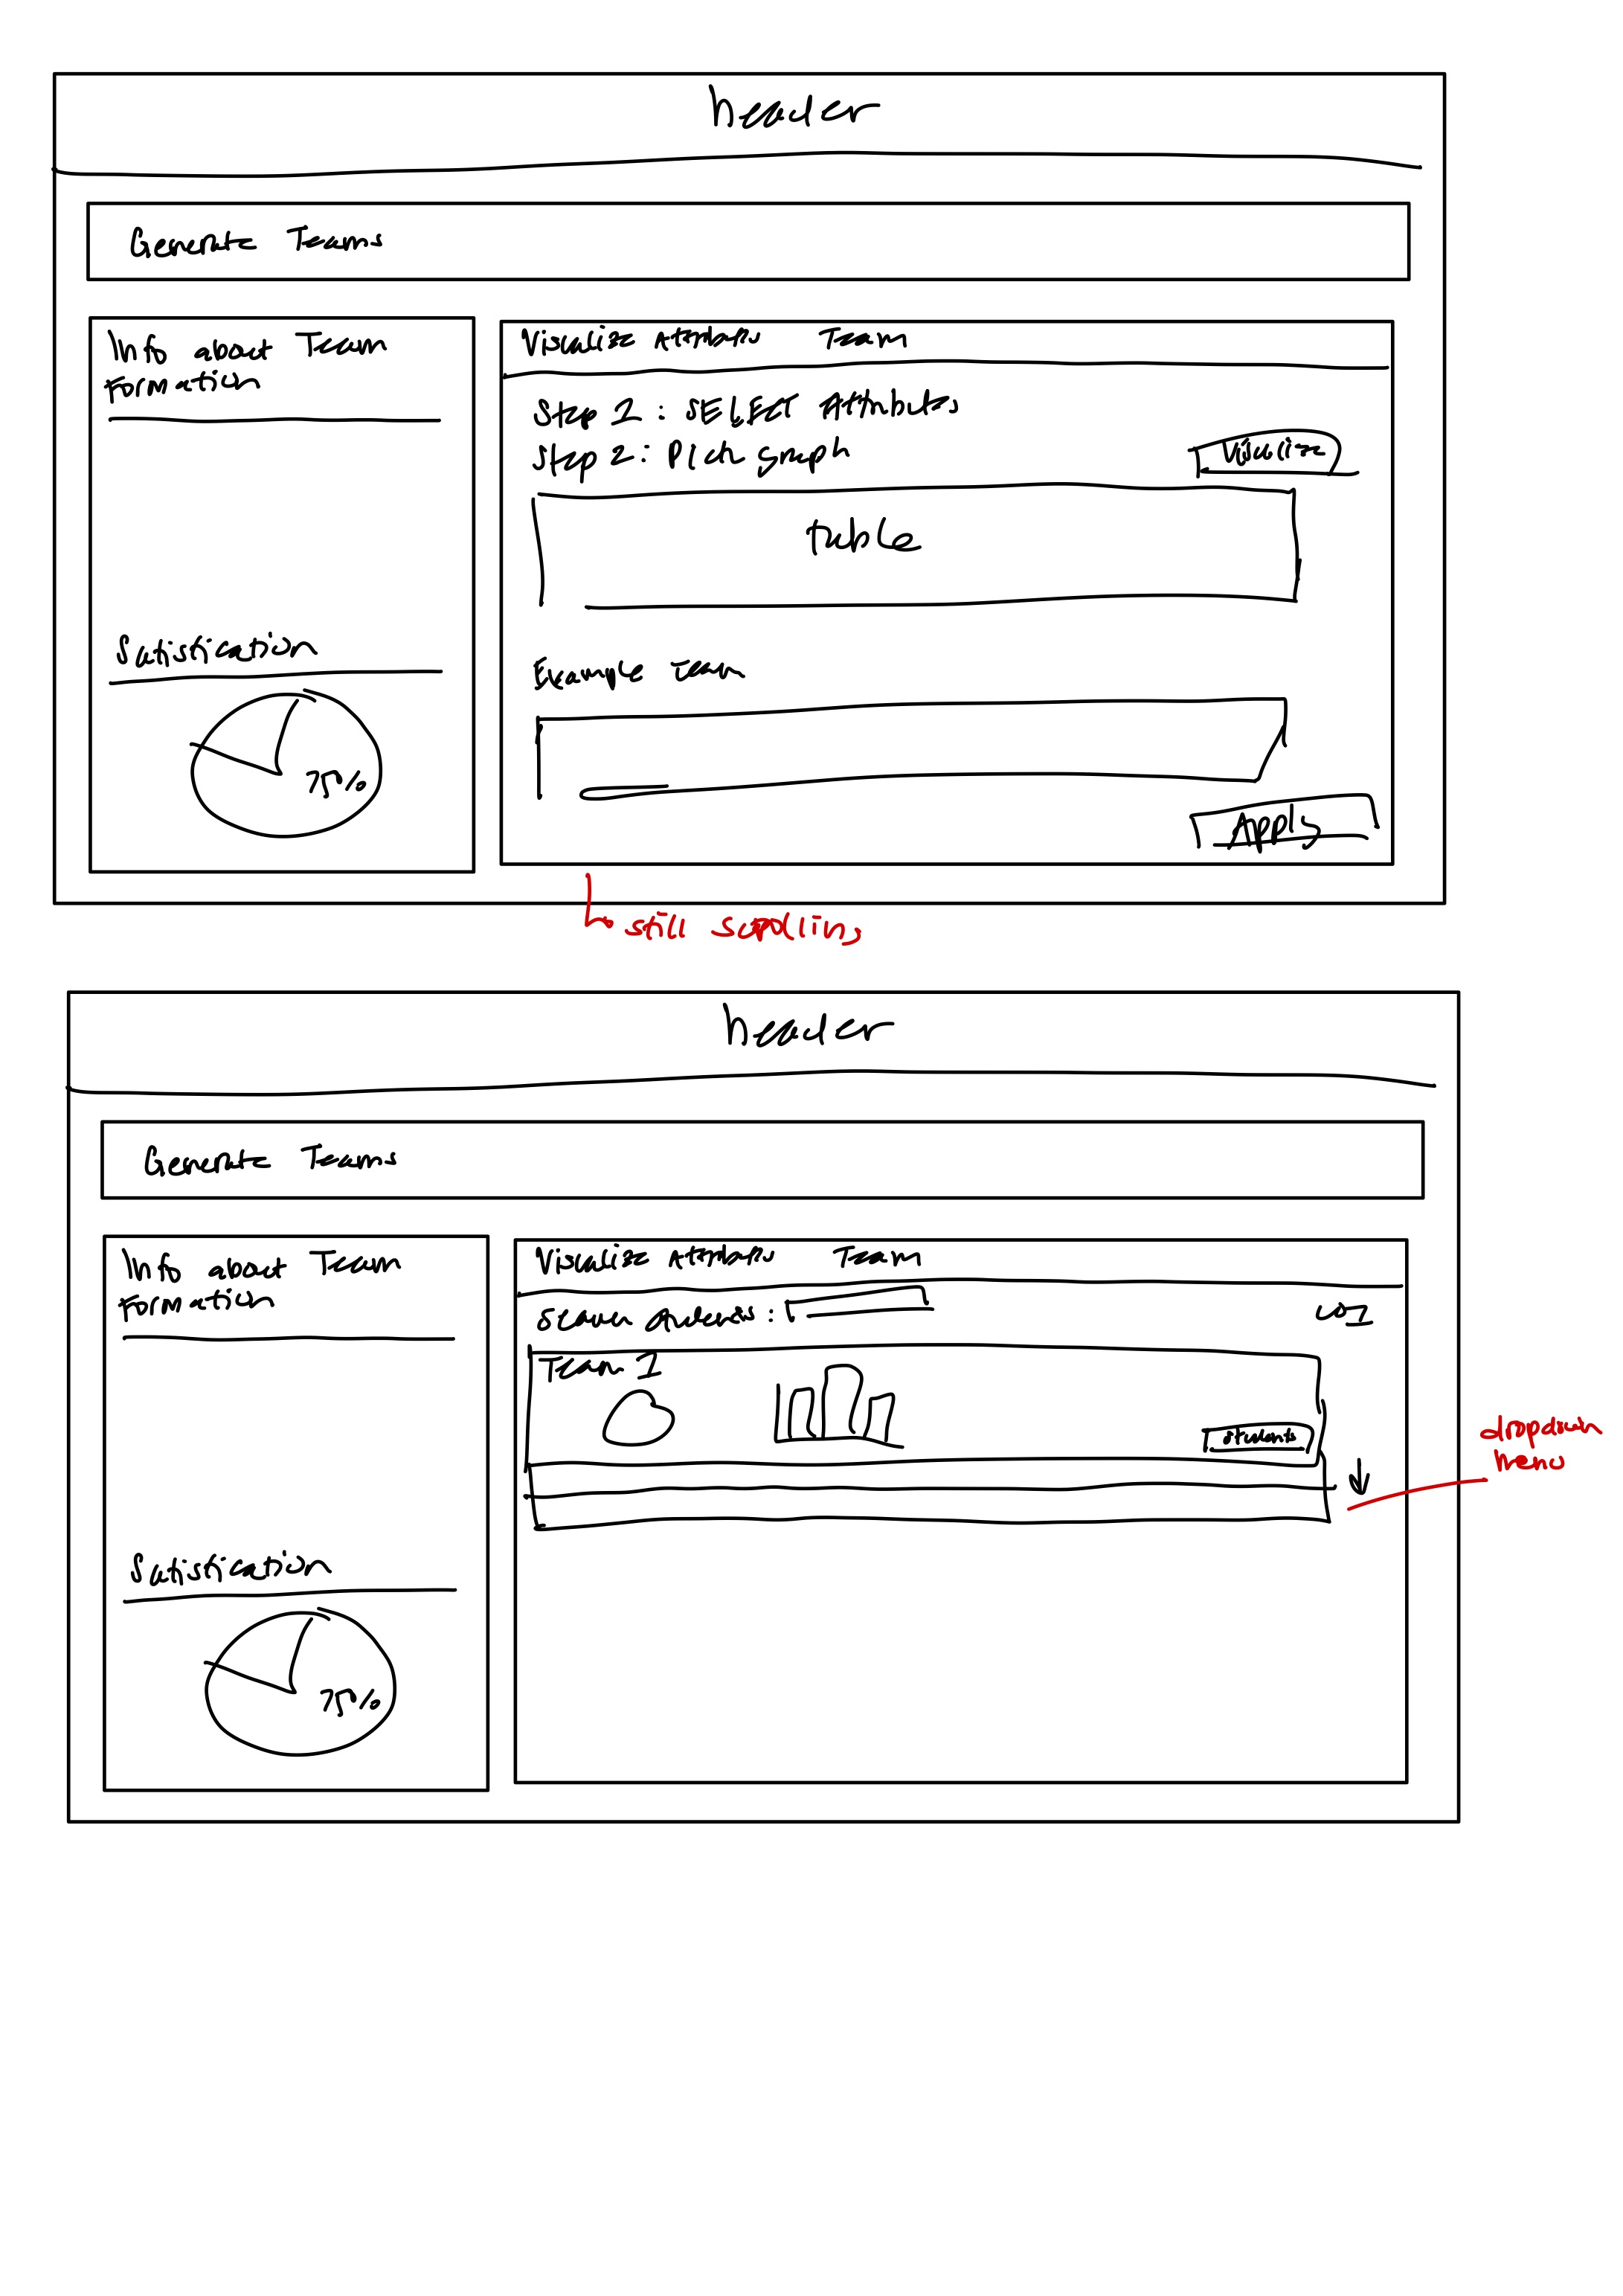 header
Generate Teams
Info about Team
Formation
Visualize Attributes Team
Step 1: SELECT Attributes
Step 2: Pick graph
Visualize
table
Satisfication
75%
Example Team
Apply
still scrolling
header
Generate Teams
Info about Team
Formation
Visualize Attributes Team
Search students:
Team 1
students
dropdown
menu
Satisfication
75%